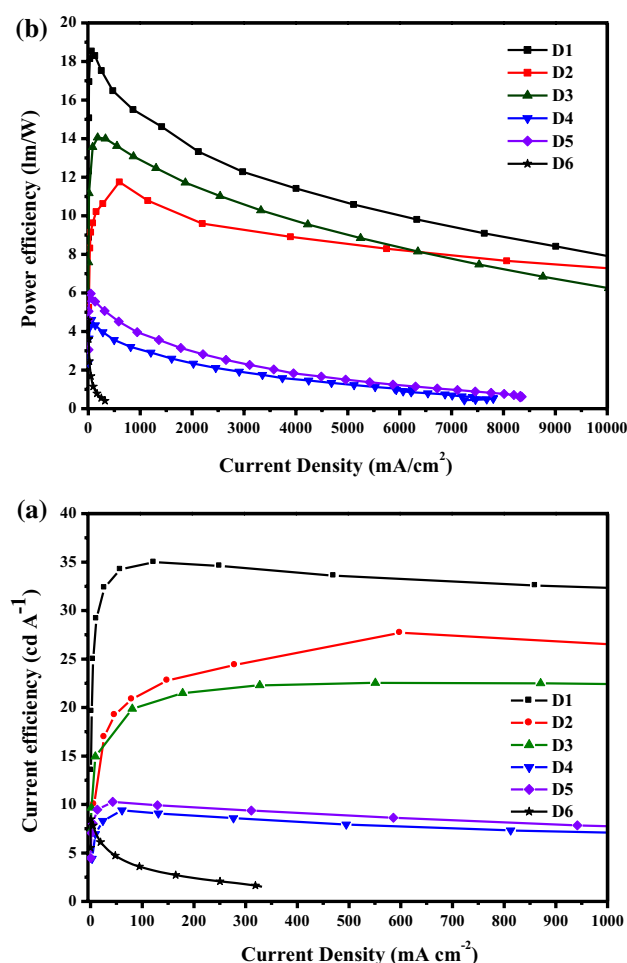 (b)
20
18
16
14
12
10
8
6
4
2
0
Power efficiency (lm/W)
D1
D2
D3
D4
D5
D6
0 1000 2000 3000 4000 5000 6000 7000 8000 9000 10000
Current Density (mA/cm²)
(a)
40
35
30
25
20
15
10
5
0
Current efficiency (cd A⁻¹)
D1
D2
D3
D4
D5
D6
0 100 200 300 400 500 600 700 800 900 1000
Current Density (mA cm⁻²)